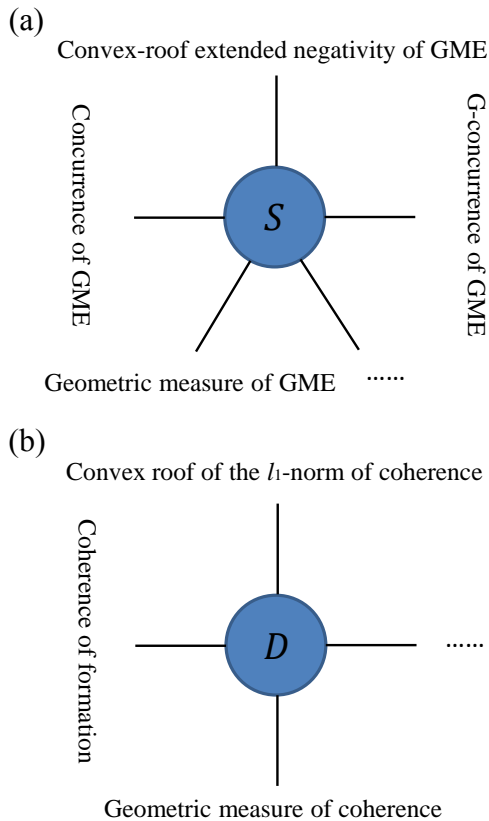 (a)
Convex-roof extended negativity of GME
Concurrence of GME
S
G-concurrence of GME
Geometric measure of GME
······
(b)
Convex roof of the l1-norm of coherence
Coherence of formation
D
······
Geometric measure of coherence